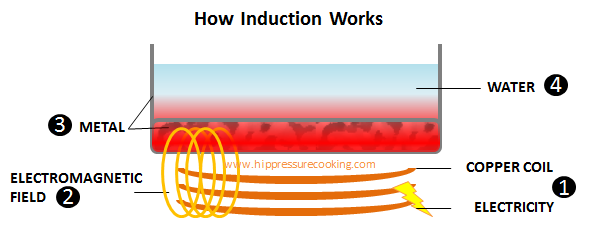 How Induction Works
WATER 4
3 METAL
www.hippressurecooking.com
COPPER COIL
1
ELECTROMAGNETIC
FIELD 2
ELECTRICITY